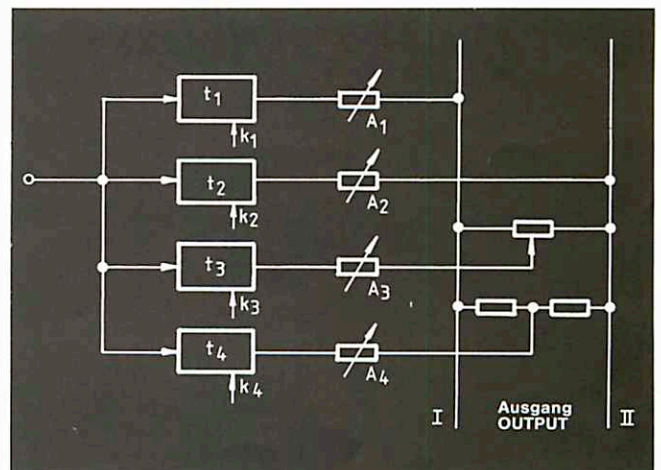 t₁
k₁
A₁
t₂
k₂
A₂
t₃
k₃
A₃
t₄
k₄
A₄
I
Ausgang
OUTPUT
II